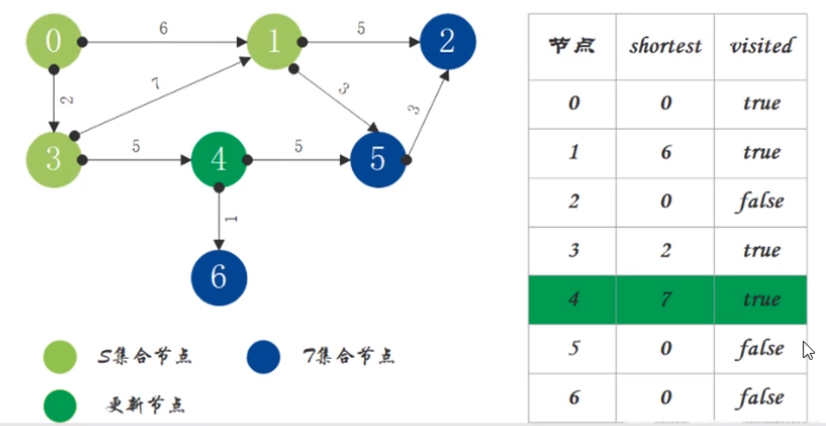 0
6
1
5
2
2
7
3
3
3
5
4
5
5
1
6
S集合节点
7集合节点
更新节点
节点 shortest visited
0 0 true
1 6 true
2 0 false
3 2 true
4 7 true
5 0 false
6 0 false